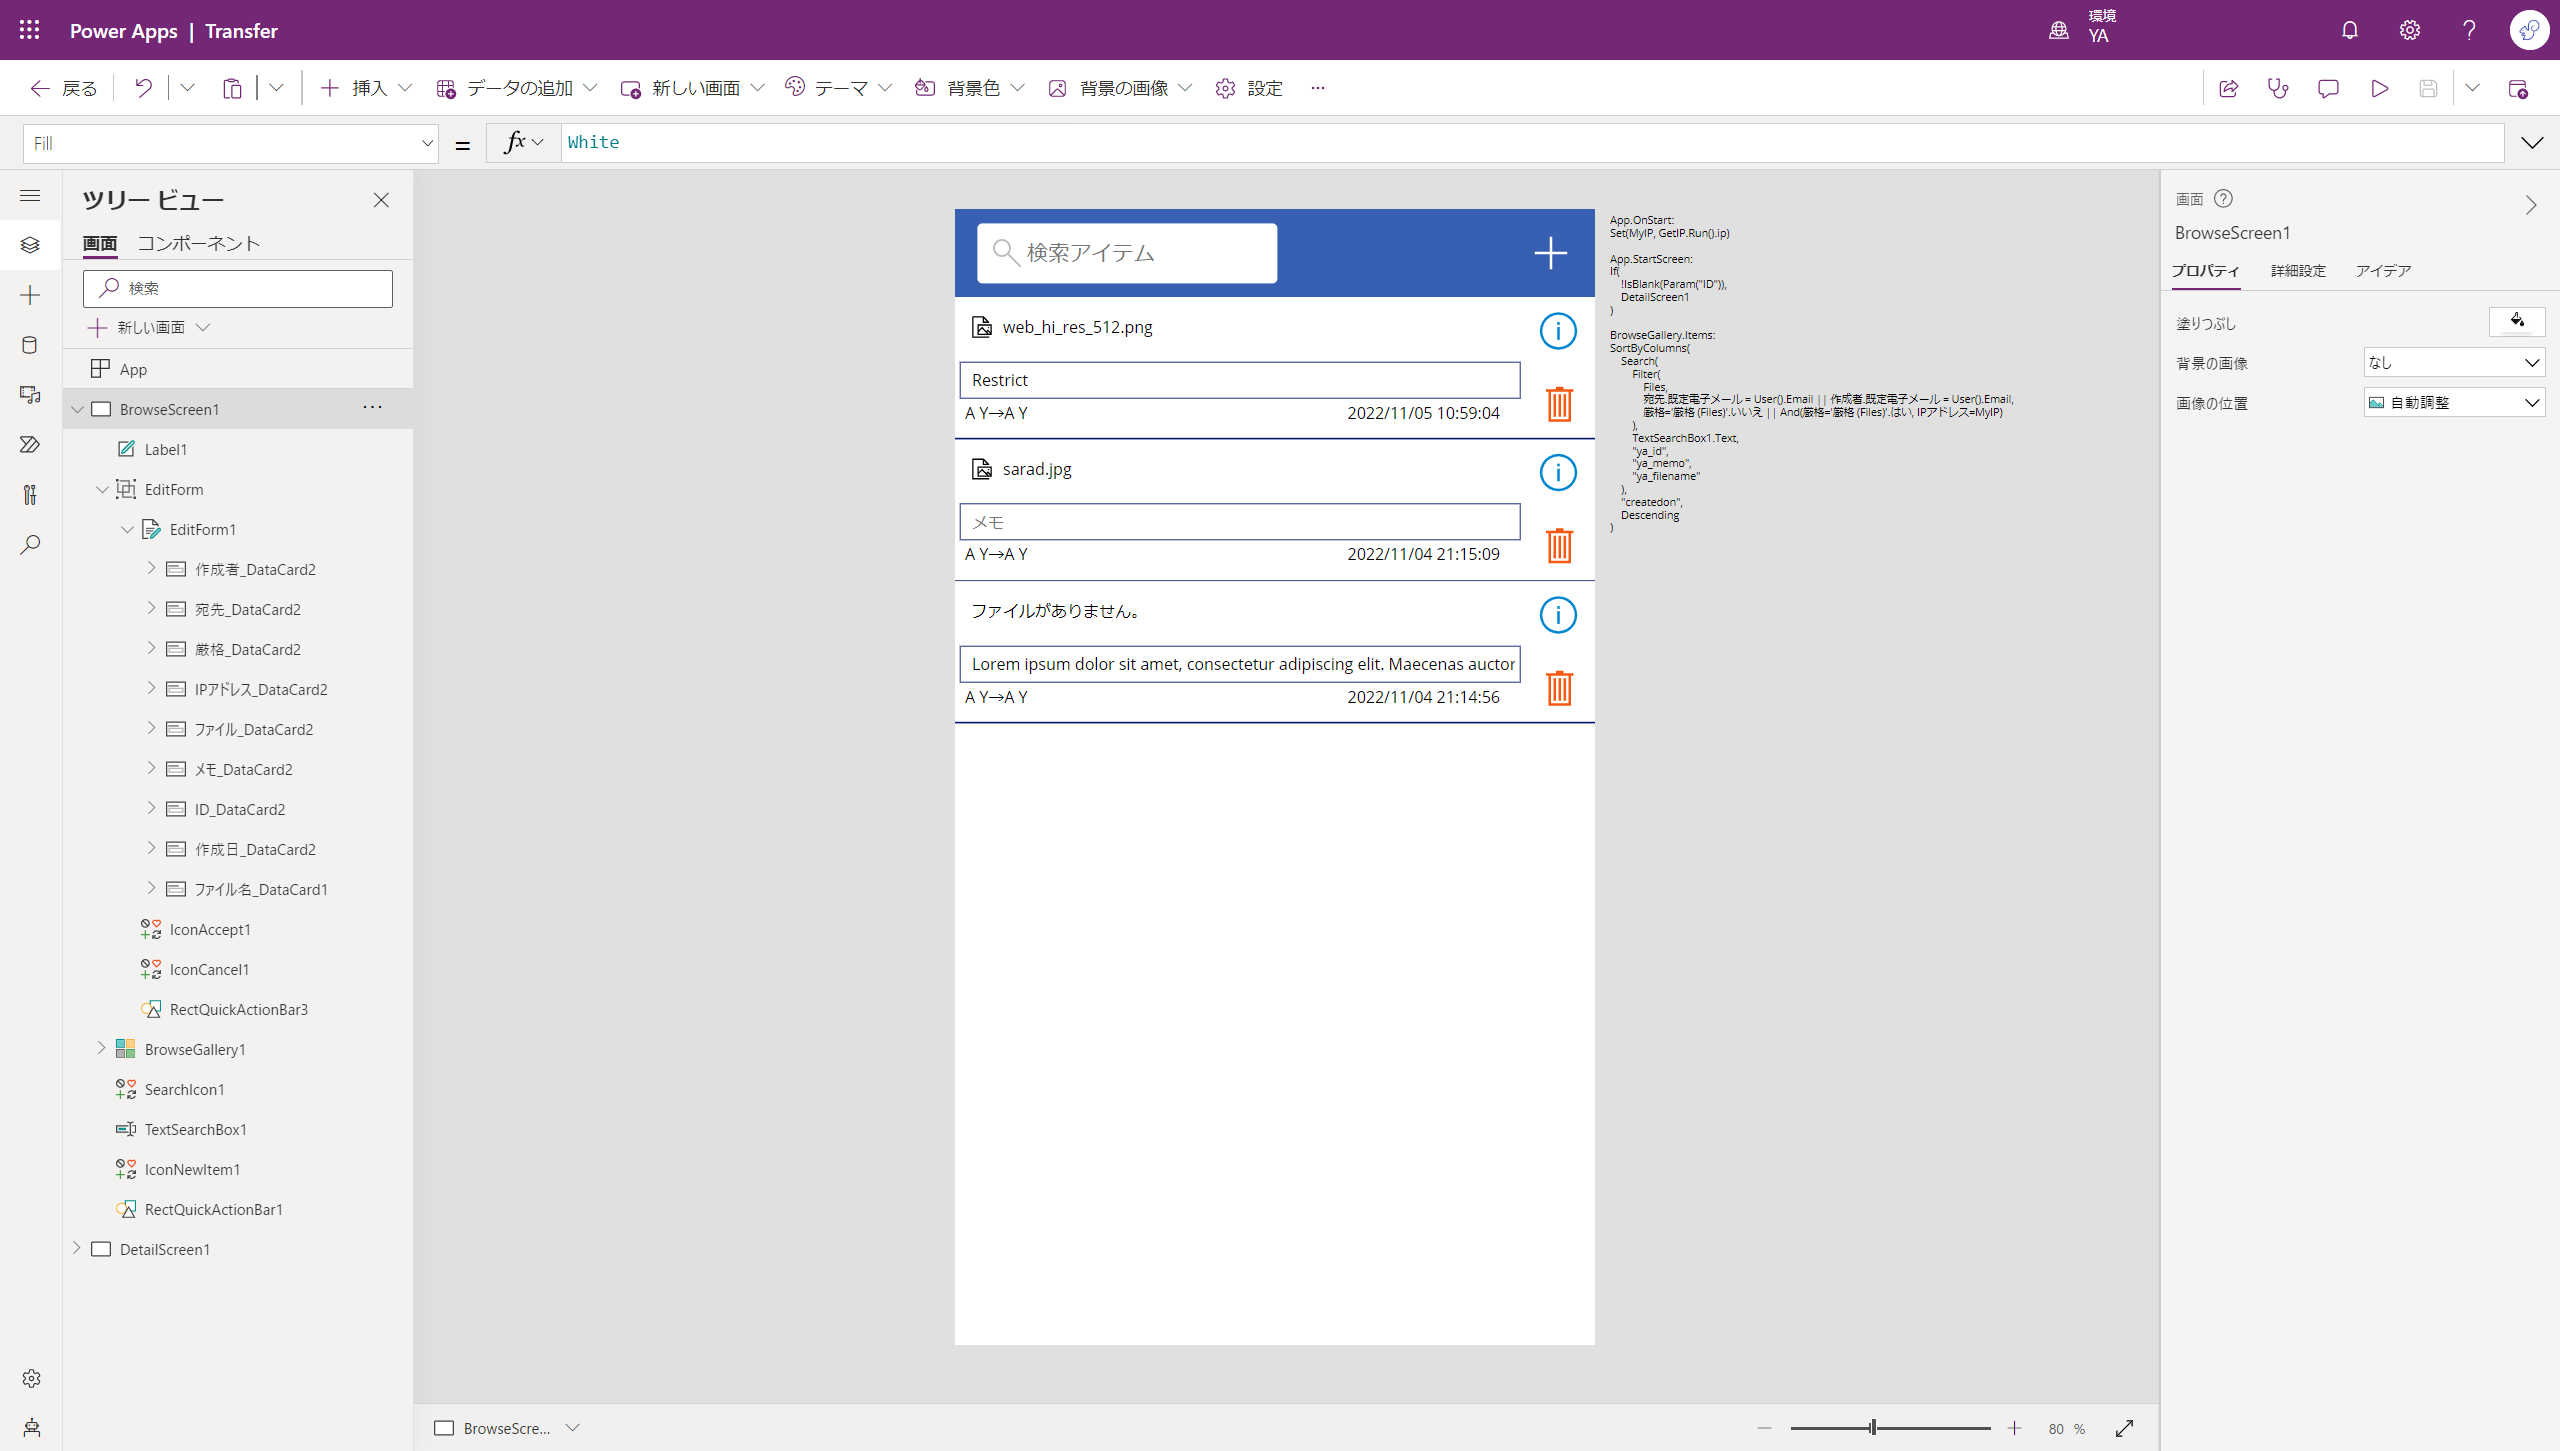 Power Apps | Transfer
環境
YA
戻る
挿入
データの追加
新しい画面
テーマ
背景色
背景の画像
設定
Fill
=
fx
White
ツリー ビュー
画面
コンポーネント
検索
新しい画面
App
BrowseScreen1
Label1
EditForm
EditForm1
作成者_DataCard2
宛先_DataCard2
厳格_DataCard2
IPアドレス_DataCard2
ファイル_DataCard2
メモ_DataCard2
ID_DataCard2
作成日_DataCard2
ファイル名_DataCard1
IconAccept1
IconCancel1
RectQuickActionBar3
BrowseGallery1
SearchIcon1
TextSearchBox1
IconNewItem1
RectQuickActionBar1
DetailScreen1
検索アイテム
web_hi_res_512.png
Restrict
A Y→A Y 2022/11/05 10:59:04
sarad.jpg
メモ
A Y→A Y 2022/11/04 21:15:09
ファイルがありません。
Lorem ipsum dolor sit amet, consectetur adipiscing elit. Maecenas auctor
A Y→A Y 2022/11/04 21:14:56
App.OnStart:
Set(MyIP, GetIP.Run().ip)
App.StartScreen:
If(
!IsBlank(Param("ID")),
DetailScreen1
)
BrowseGallery.Items:
SortByColumns(
Search(
Filter(
Files,
宛先.既定電子メール = User().Email || 作成者.既定電子メール = User().Email,
厳格='厳格 (Files)'.いいえ || And(厳格='厳格 (Files)'.はい, IPアドレス=MyIP)
),
TextSearchBox1.Text,
"ya_id",
"ya_memo",
"ya_filename"
),
"createdon",
Descending
)
画面
BrowseScreen1
プロパティ
詳細設定
アイデア
塗りつぶし
背景の画像
なし
画像の位置
自動調整
BrowseScre...
80 %